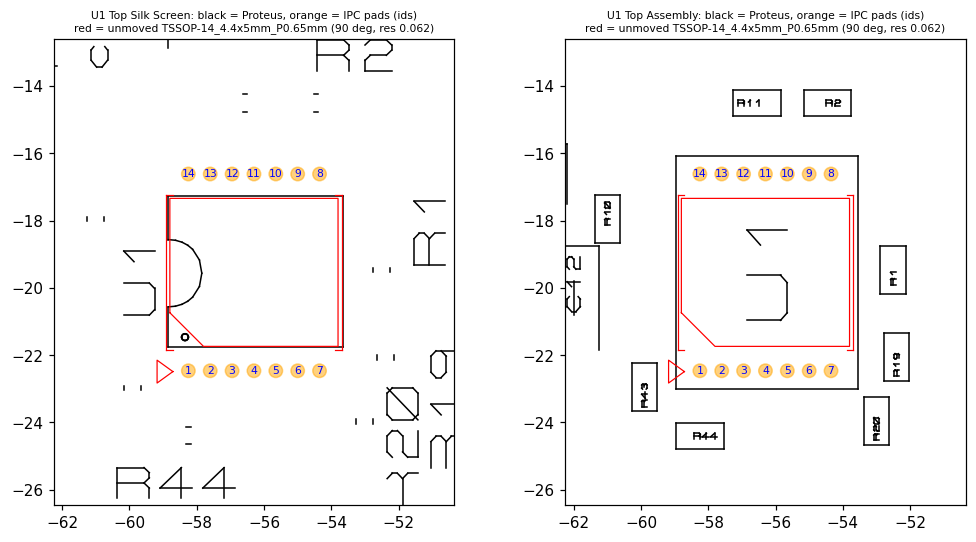 U1 Top Silk Screen: black = Proteus, orange = IPC pads (ids)
red = unmoved TSSOP-14_4.4x5mm_P0.65mm (90 deg, res 0.062)
R2
−14
−16
14 13 12 11 10 9 8
−18
R1
U1
−20
−22
1 2 3 4 5 6 7
−24
R44
−26
−62 −60 −58 −56 −54 −52
U1 Top Assembly: black = Proteus, orange = IPC pads (ids)
red = unmoved TSSOP-14_4.4x5mm_P0.65mm (90 deg, res 0.062)
−14
R11 R2
−16
14 13 12 11 10 9 8
−18
R10
U1
R1
−20
−22
1 2 3 4 5 6 7
R19
R43
−24
R44
R20
−26
−62 −60 −58 −56 −54 −52